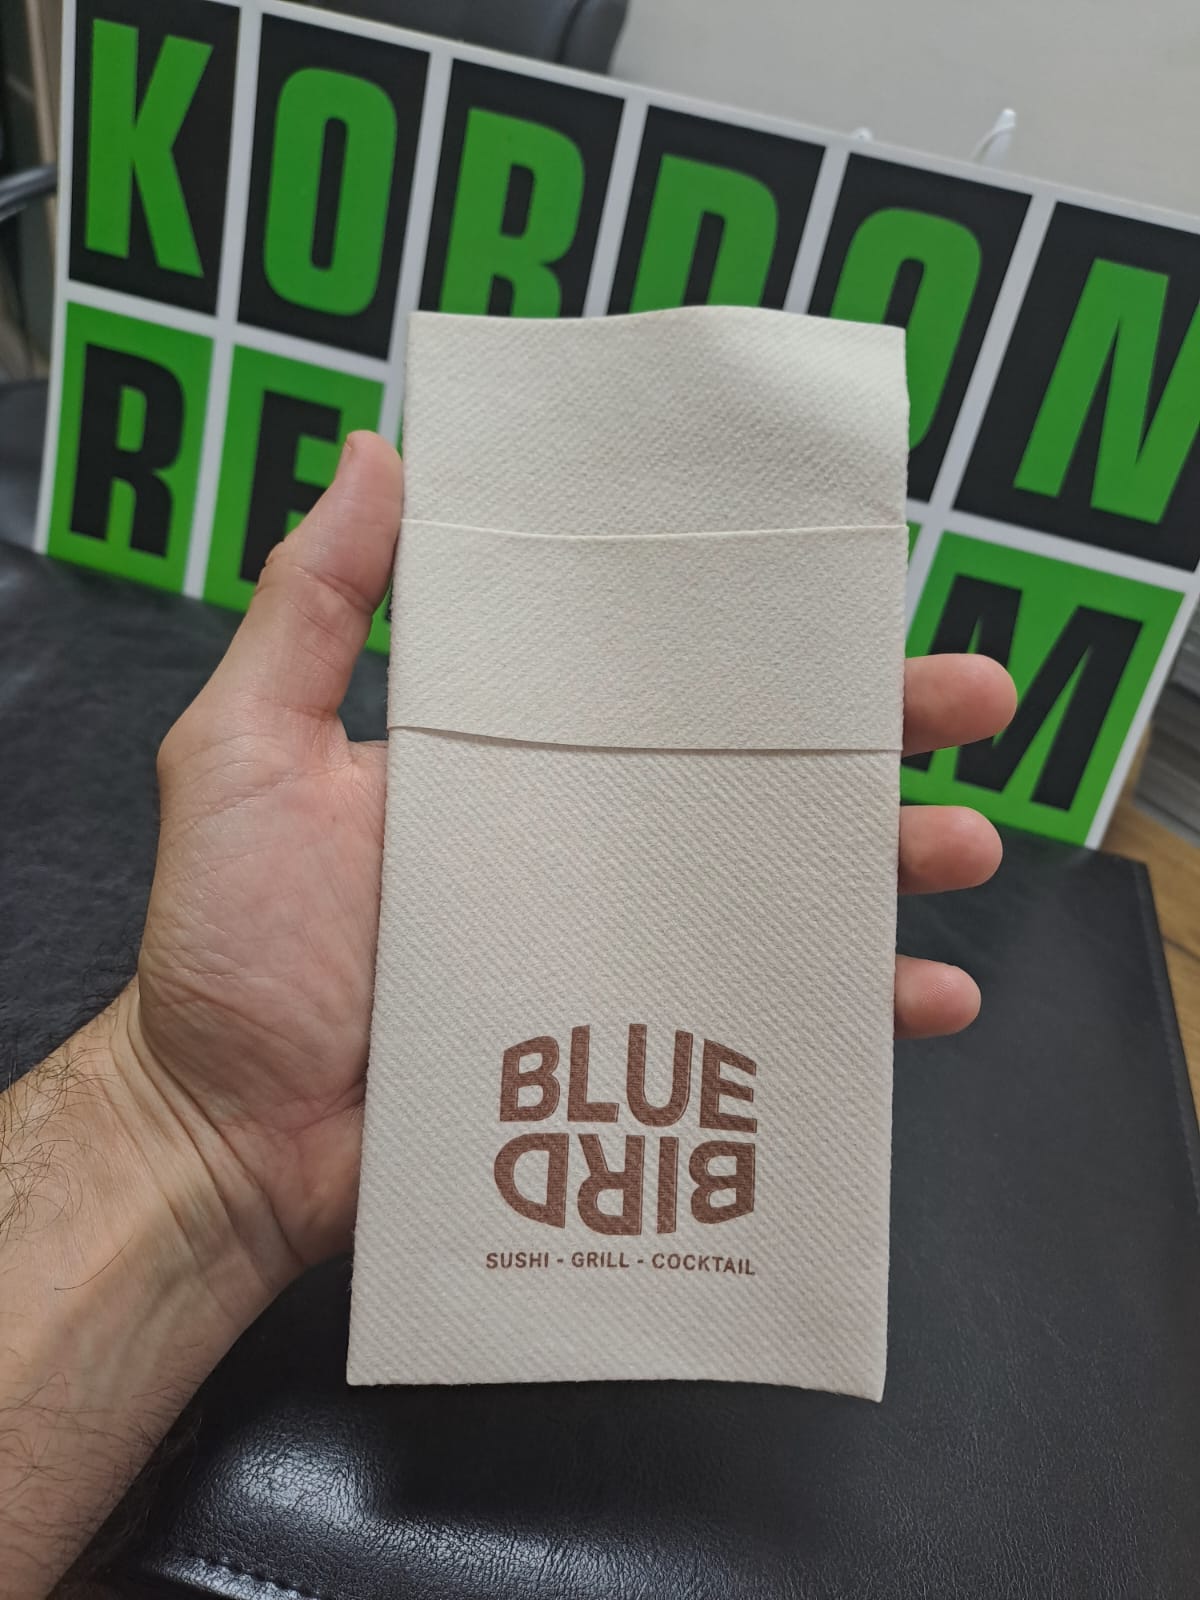 KORDON
BLUE
BIRD
SUSHI - GRILL - COCKTAIL